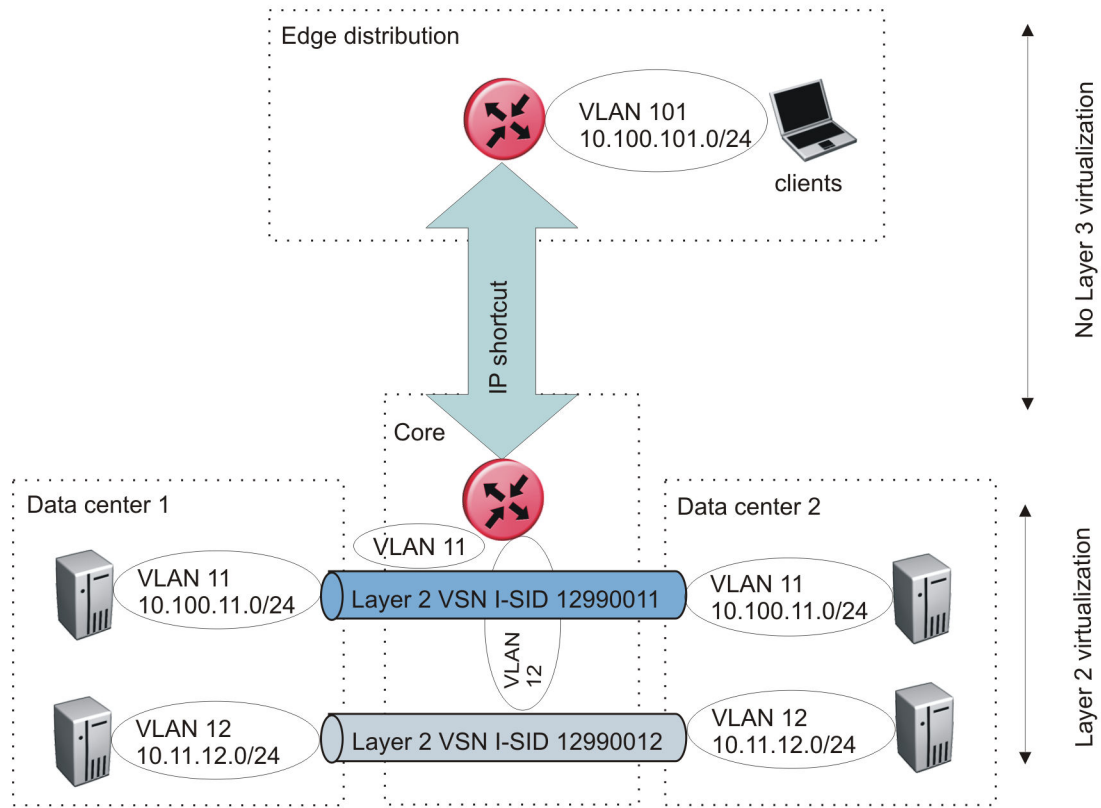 Edge distribution
VLAN 101
10.100.101.0/24
clients
No Layer 3 virtualization
IP shortcut
Core
Data center 1
Data center 2
VLAN 11
VLAN 11
10.100.11.0/24
Layer 2 VSN I-SID 12990011
VLAN 11
10.100.11.0/24
VLAN
12
VLAN 12
10.11.12.0/24
Layer 2 VSN I-SID 12990012
VLAN 12
10.11.12.0/24
Layer 2 virtualization